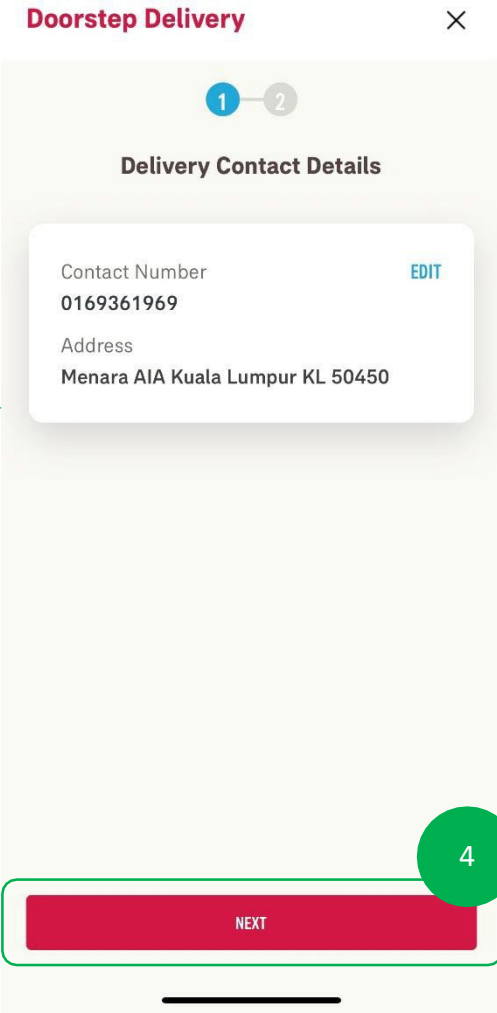 Doorstep Delivery
1 2
Delivery Contact Details
Contact Number EDIT
0169361969
Address
Menara AIA Kuala Lumpur KL 50450
4
NEXT